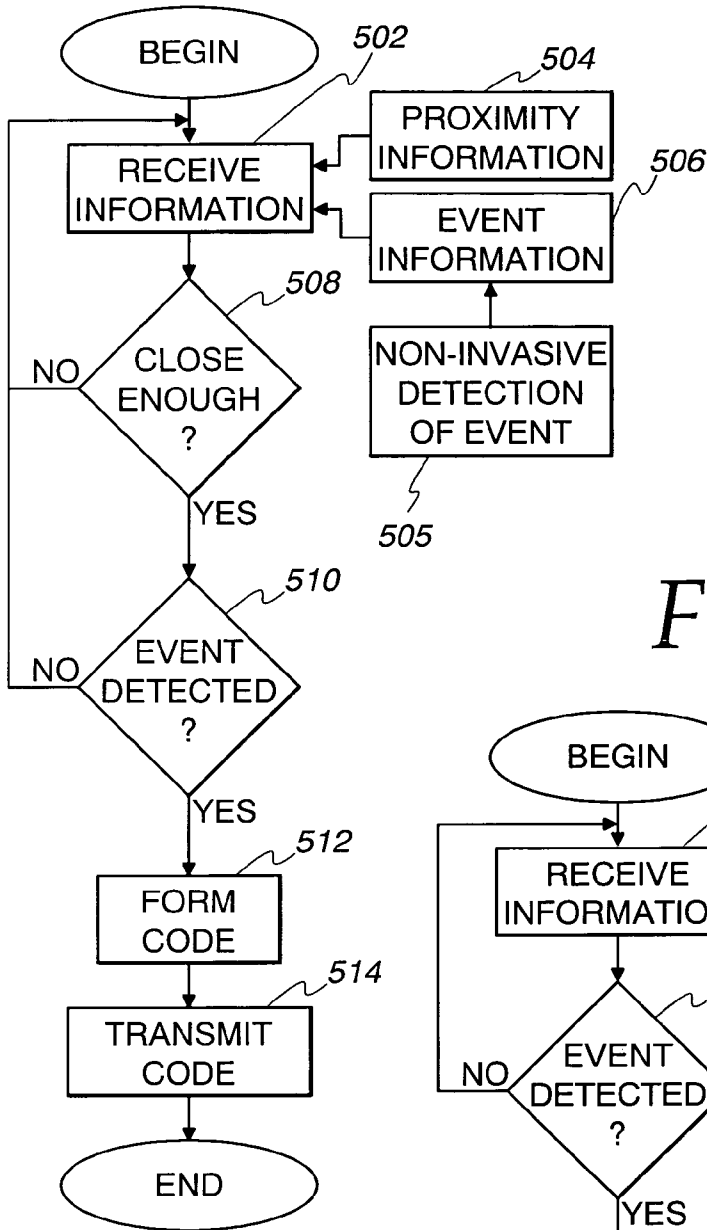 BEGIN
502
RECEIVE
INFORMATION
504
PROXIMITY
INFORMATION
506
EVENT
INFORMATION
NON-INVASIVE
DETECTION
OF EVENT
505
508
CLOSE
ENOUGH
?
NO
YES
510
EVENT
DETECTED
?
NO
YES
512
FORM
CODE
514
TRANSMIT
CODE
END
F
BEGIN
RECEIVE
EVENT
DETECTED
?
NO
YES